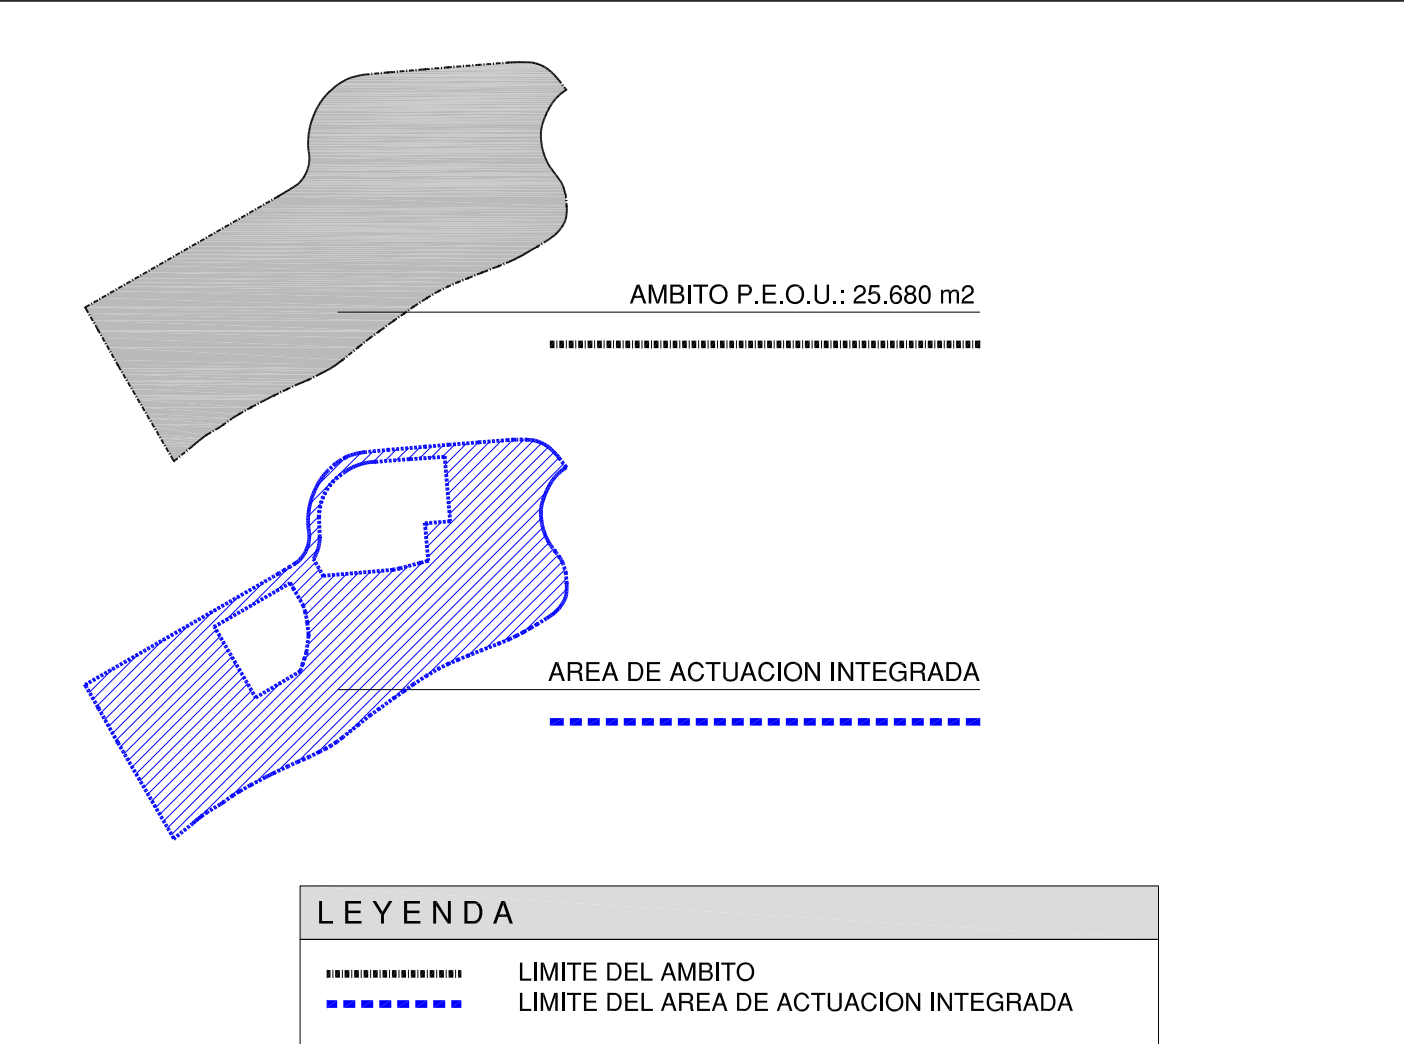 AMBITO P.E.O.U.: 25.680 m2
AREA DE ACTUACION INTEGRADA
LEYENDA
LIMITE DEL AMBITO
LIMITE DEL AREA DE ACTUACION INTEGRADA